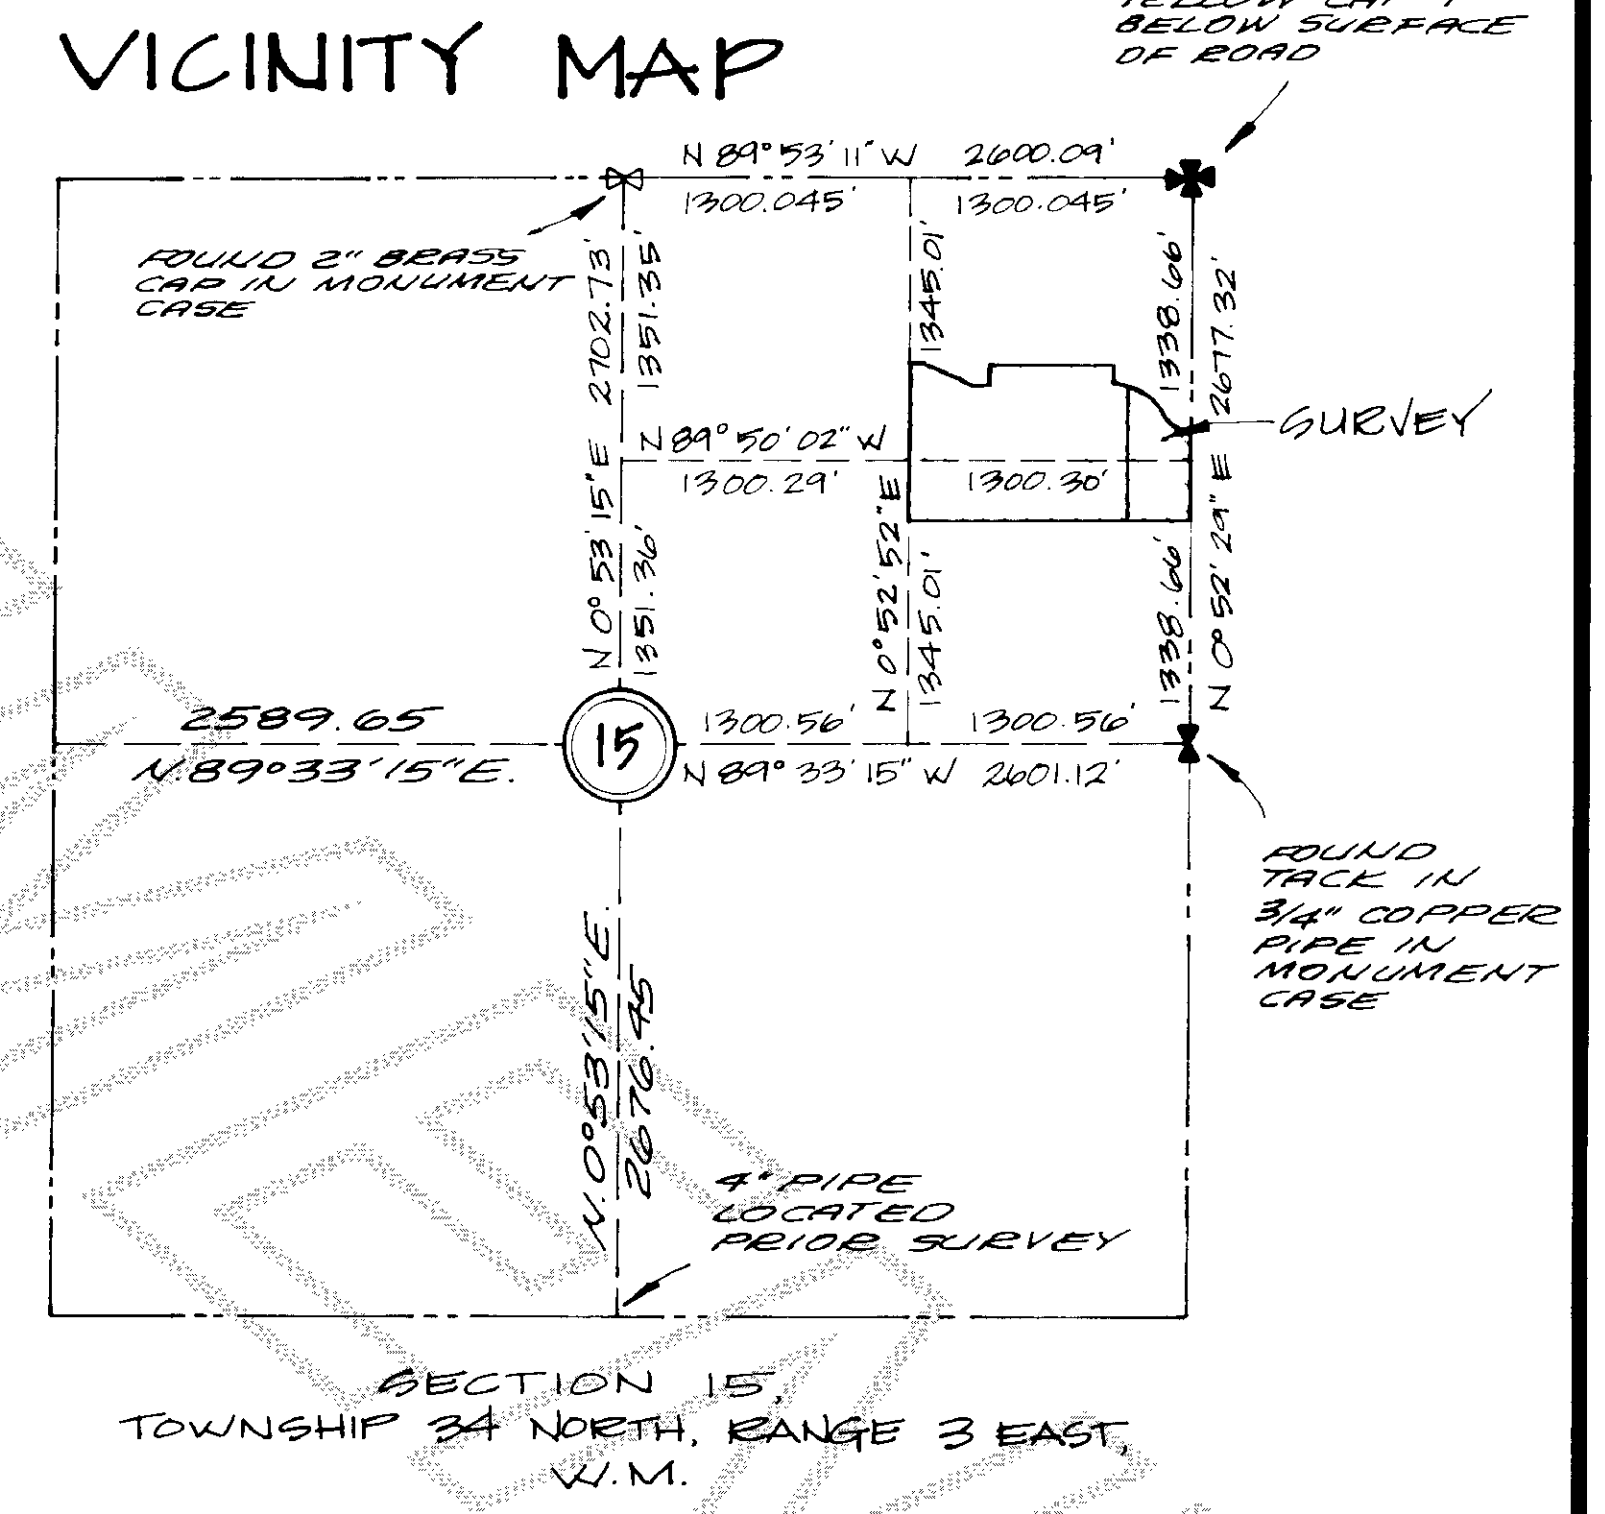 VICINITY MAP
BELOW SURFACE
OF ROAD
N 89° 53' 11" W 2600.09'
1300.045' 1300.045'
FOUND 2" BRASS
CAP IN MONUMENT
CASE
N 0° 53' 15" E 2702.73'
1351.35'
1351.36'
1345.01'
N 0° 52' 52" E
1345.01'
1338.66'
1338.66'
N 0° 52' 29" E 2677.32'
SURVEY
N 89° 50' 02" W
1300.29' 1300.30'
2589.65
N. 89° 33' 15" E.
15
1300.56' 1300.56'
N 89° 33' 15" W 2601.12'
FOUND
TACK IN
3/4" COPPER
PIPE IN
MONUMENT
CASE
N. 0° 53' 15" E.
2676.45
4" PIPE
LOCATED
PRIOR SURVEY
SECTION 15,
TOWNSHIP 34 NORTH, RANGE 3 EAST,
W.M.